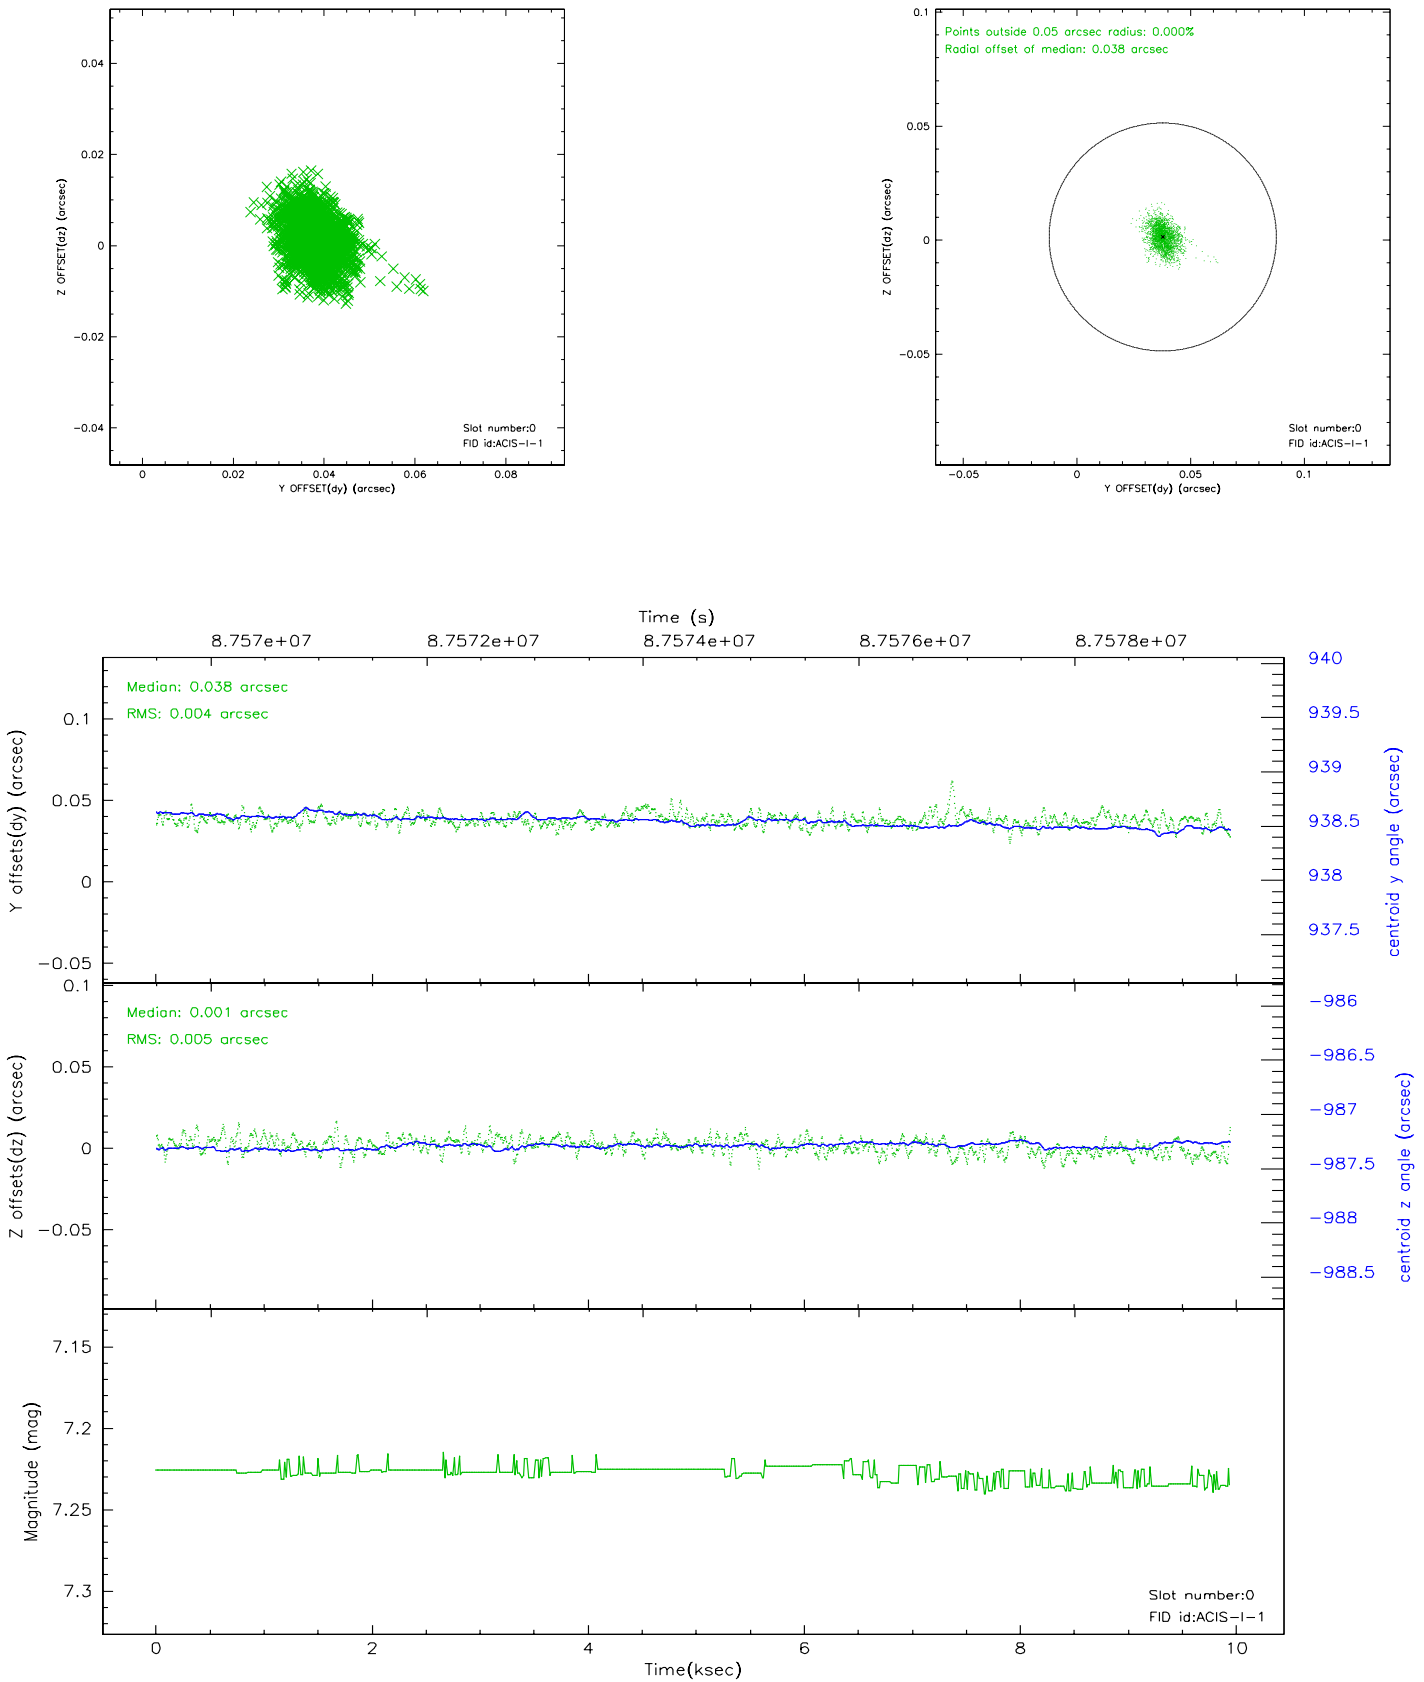 0.04
0.02
0
−0.02
−0.04
Z OFFSET(dz) (arcsec)
Slot number:0
FID id:ACIS−I−1
0
0.02
0.04
0.06
0.08
Y OFFSET(dy) (arcsec)
0.1
0.05
0
−0.05
Z OFFSET(dz) (arcsec)
Points outside 0.05 arcsec radius: 0.000%
Radial offset of median: 0.038 arcsec
Slot number:0
FID id:ACIS−I−1
−0.05
0
0.05
0.1
Y OFFSET(dy) (arcsec)
Time (s)
8.757e+07
8.7572e+07
8.7574e+07
8.7576e+07
8.7578e+07
Median: 0.038 arcsec
RMS: 0.004 arcsec
0.1
0.05
0
−0.05
Y offsets(dy) (arcsec)
940
939.5
939
938.5
938
937.5
centroid y angle (arcsec)
Median: 0.001 arcsec
RMS: 0.005 arcsec
0.1
0.05
0
−0.05
Z offsets(dz) (arcsec)
−986
−986.5
−987
−987.5
−988
−988.5
centroid z angle (arcsec)
7.15
7.2
7.25
7.3
Magnitude (mag)
Slot number:0
FID id:ACIS−I−1
0
2
4
6
8
10
Time(ksec)